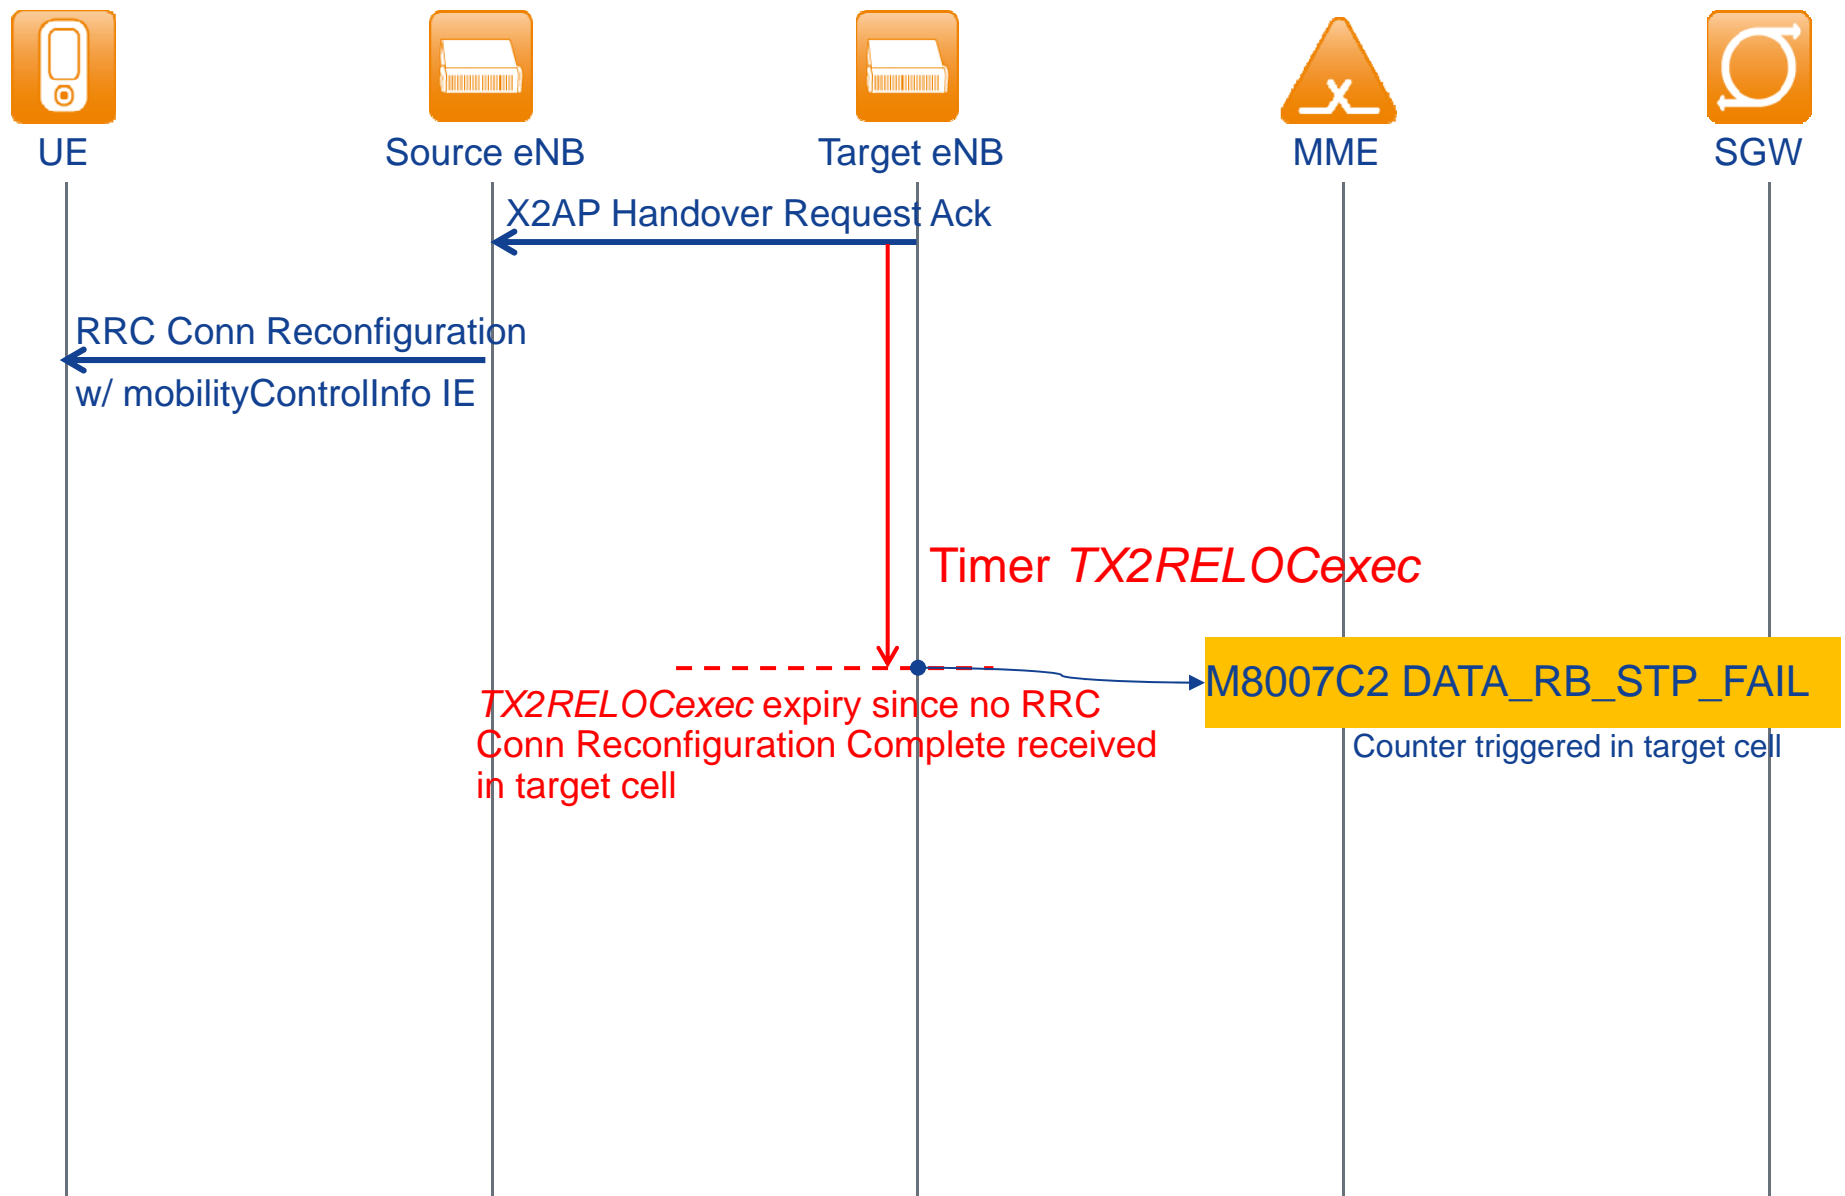 UE
Source eNB
Target eNB
MME
SGW
X2AP Handover Request Ack
RRC Conn Reconfiguration
w/ mobilityControlInfo IE
Timer TX2RELOCexec
M8007C2 DATA_RB_STP_FAIL
TX2RELOCexec expiry since no RRC
Conn Reconfiguration Complete received
in target cell
Counter triggered in target cell